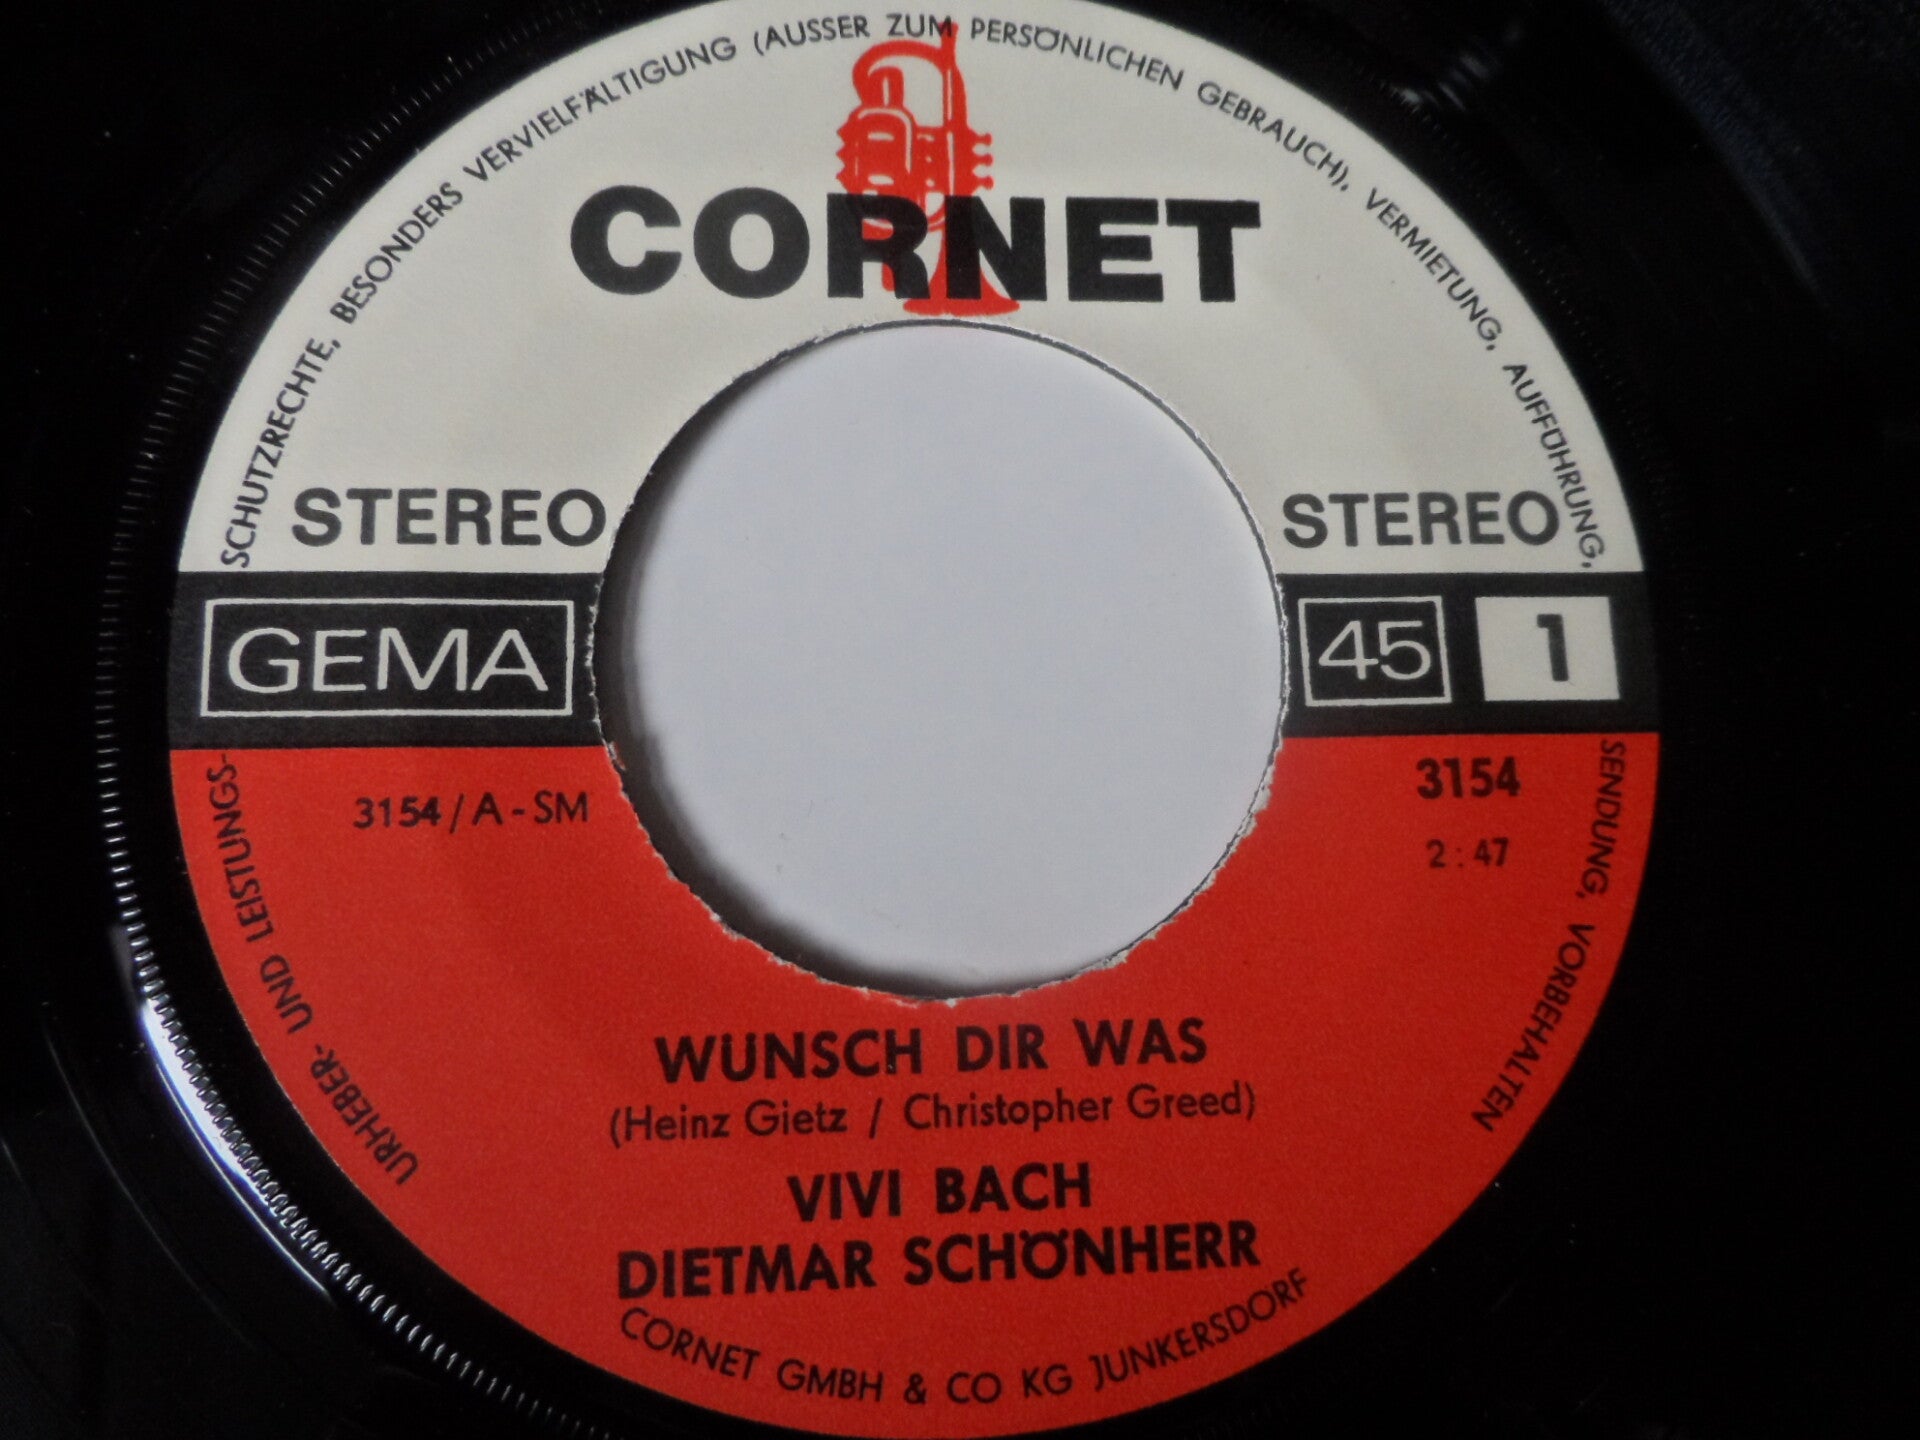 URHEBER- UND LEISTUNGS-
SCHUTZRECHTE, BESONDERS VERVIELFÄLTIGUNG (AUSSER ZUM PERSÖNLICHEN GEBRAUCH), VERMIETUNG, AUFFÜHRUNG,
SENDUNG, VORBEHALTEN
CORNET
STEREO STEREO
GEMA 45 1
3154/A-SM 3154
2:47
WUNSCH DIR WAS
(Heinz Gietz / Christopher Greed)
VIVI BACH
DIETMAR SCHÖNHERR
CORNET GMBH & CO KG JUNKERSDORF